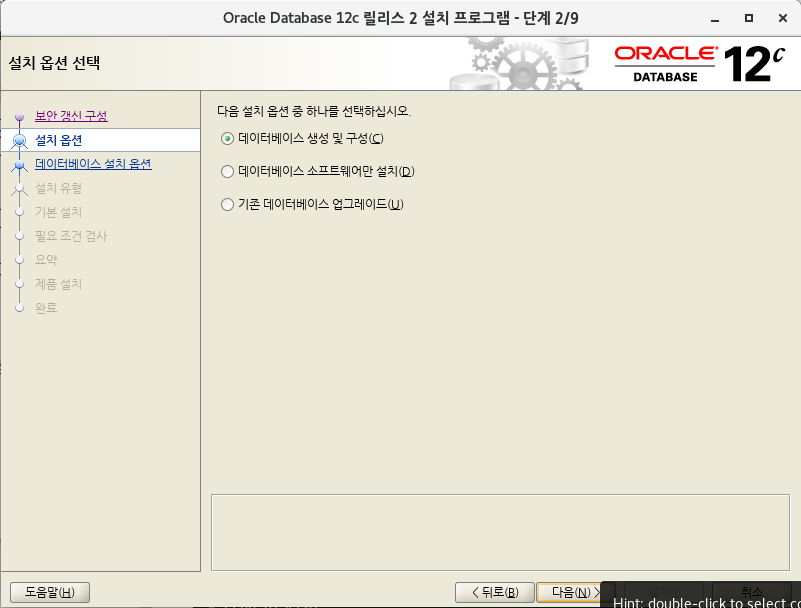 Oracle Database 12c 릴리스 2 설치 프로그램 - 단계 2/9
설치 옵션 선택
ORACLE
DATABASE
12c
보안 갱신 구성
설치 옵션
데이터베이스 설치 옵션
설치 유형
기본 설치
필요 조건 검사
요약
제품 설치
완료
다음 설치 옵션 중 하나를 선택하십시오.
데이터베이스 생성 및 구성(C)
데이터베이스 소프트웨어만 설치(D)
기존 데이터베이스 업그레이드(U)
도움말(H)
< 뒤로(B)
다음(N) >
취소
Hint: double-click to select